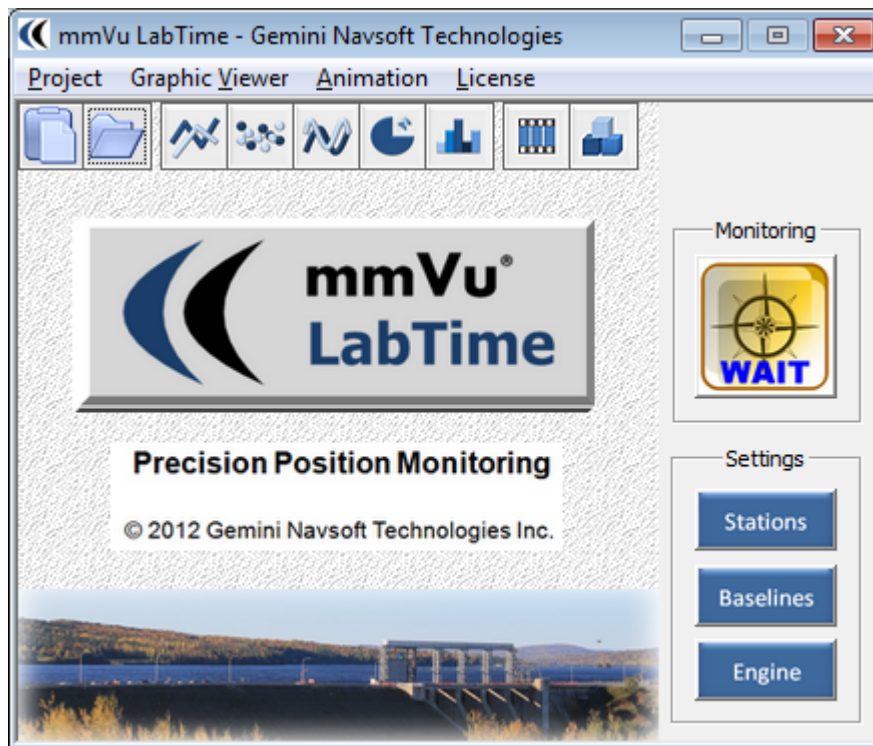 mmVu LabTime - Gemini Navsoft Technologies
Project Graphic Viewer Animation License
mmVu®
LabTime
Precision Position Monitoring
© 2012 Gemini Navsoft Technologies Inc.
Monitoring
WAIT
Settings
Stations
Baselines
Engine